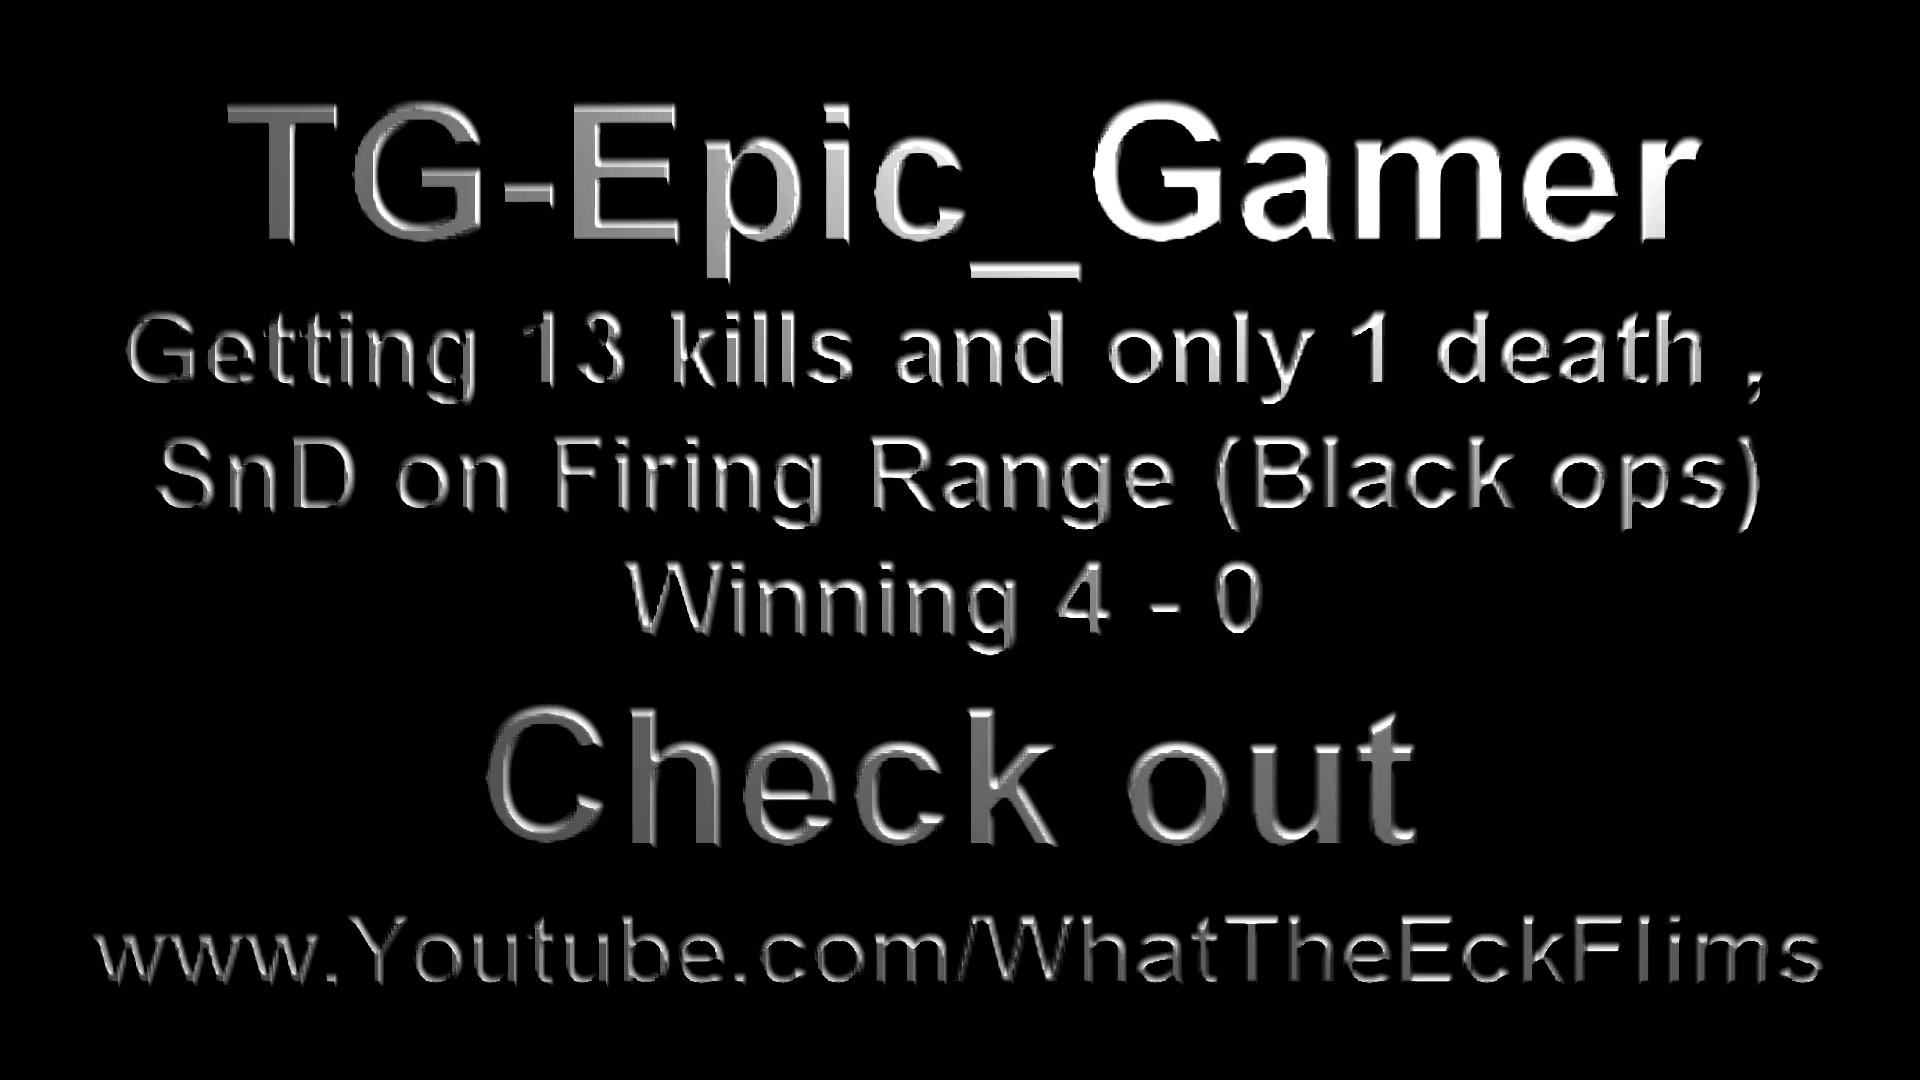 TG-Epic_Gamer
Getting 13 kills and only 1 death ,
SnD on Firing Range (Black ops)
Winning 4 - 0
Check out
www.Youtube.com/WhatTheEckFlims